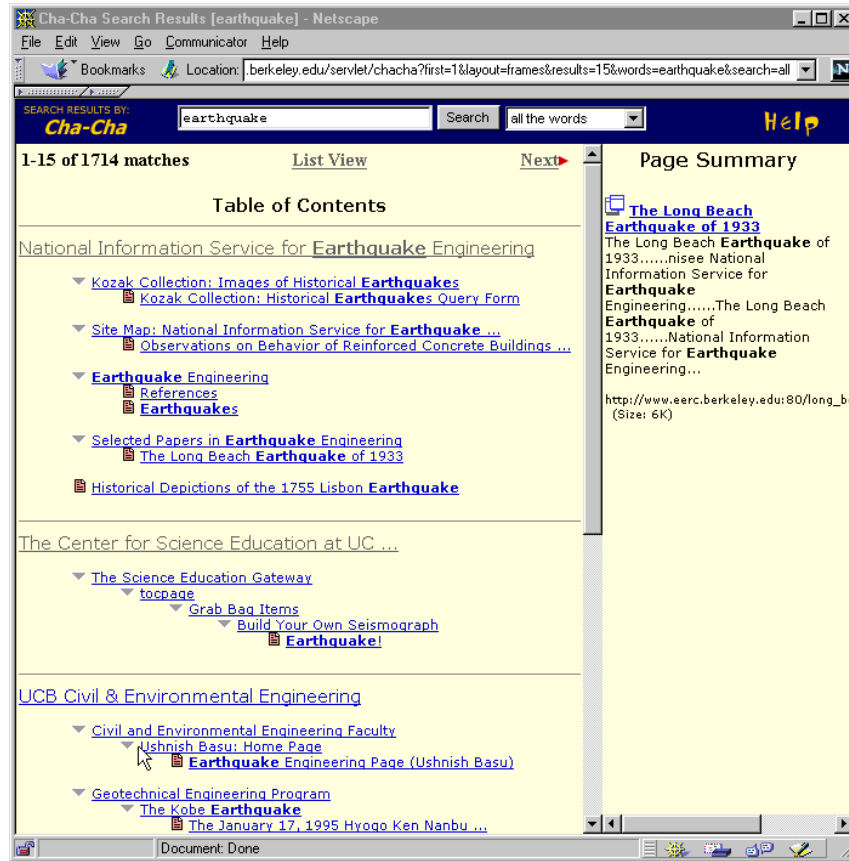 Cha-Cha Search Results [earthquake] - Netscape
File Edit View Go Communicator Help
Bookmarks Location: .berkeley.edu/servlet/chacha?first=1&layout=frames&results=15&words=earthquake&search=all N
SEARCH RESULTS BY:
Cha-Cha
earthquake Search all the words Help
1-15 of 1714 matches List View Next
Table of Contents
National Information Service for Earthquake Engineering
Kozak Collection: Images of Historical Earthquakes
Kozak Collection: Historical Earthquakes Query Form
Site Map: National Information Service for Earthquake ...
Observations on Behavior of Reinforced Concrete Buildings ...
Earthquake Engineering
References
Earthquakes
Selected Papers in Earthquake Engineering
The Long Beach Earthquake of 1933
Historical Depictions of the 1755 Lisbon Earthquake
The Center for Science Education at UC ...
The Science Education Gateway
tocpage
Grab Bag Items
Build Your Own Seismograph
Earthquake!
UCB Civil & Environmental Engineering
Civil and Environmental Engineering Faculty
Ushnish Basu: Home Page
Earthquake Engineering Page (Ushnish Basu)
Geotechnical Engineering Program
The Kobe Earthquake
The January 17, 1995 Hyogo Ken Nanbu ...
Page Summary
The Long Beach
Earthquake of 1933
The Long Beach Earthquake of
1933......nisee National
Information Service for
Earthquake
Engineering......The Long Beach
Earthquake of
1933......National Information
Service for Earthquake
Engineering...
http://www.eerc.berkeley.edu:80/long_b
(Size: 6K)
Document: Done